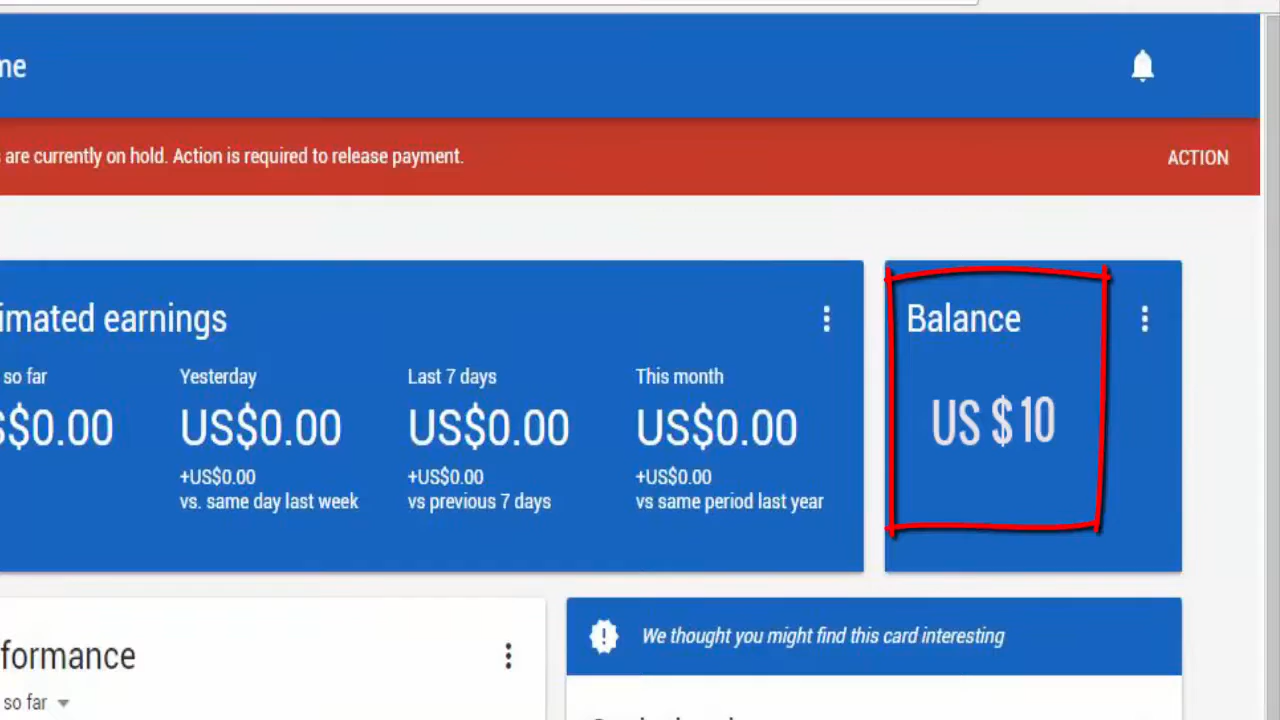 me
are currently on hold. Action is required to release payment.
ACTION
imated earnings
so far
$0.00
Yesterday
US$0.00
+US$0.00
vs. same day last week
Last 7 days
US$0.00
+US$0.00
vs previous 7 days
This month
US$0.00
+US$0.00
vs same period last year
Balance
US $10
formance
so far
We thought you might find this card interesting